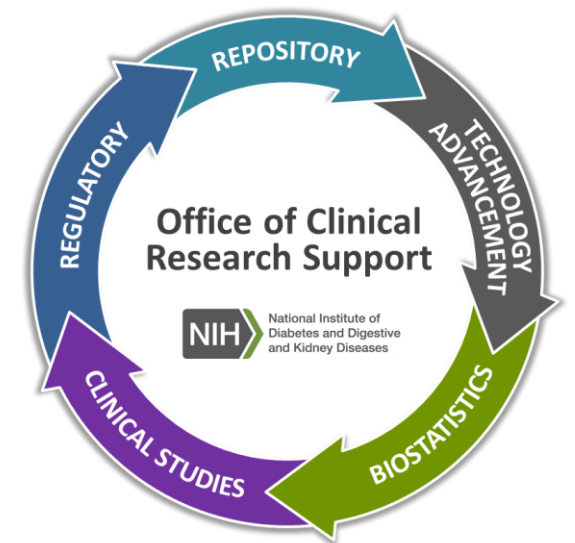 REPOSITORY
TECHNOLOGY
ADVANCEMENT
BIOSTATISTICS
CLINICAL STUDIES
REGULATORY
Office of Clinical
Research Support
NIH
National Institute of
Diabetes and Digestive
and Kidney Diseases